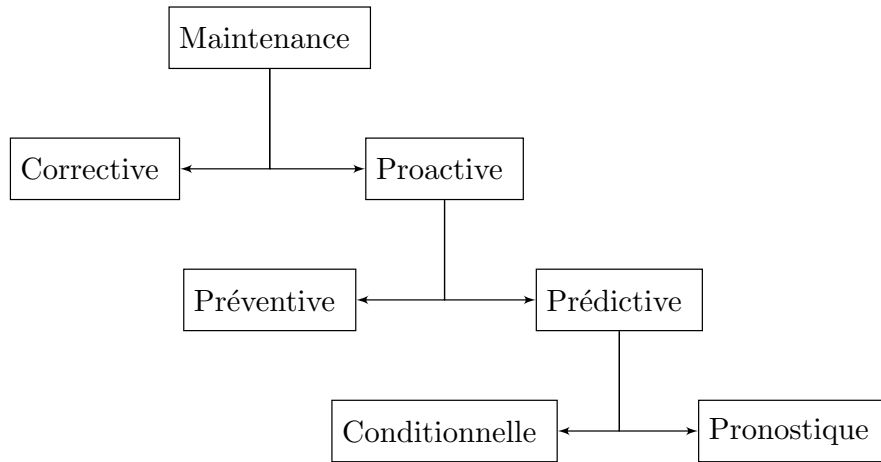 Maintenance
Corrective
Proactive
Préventive
Prédictive
Conditionnelle
Pronostique